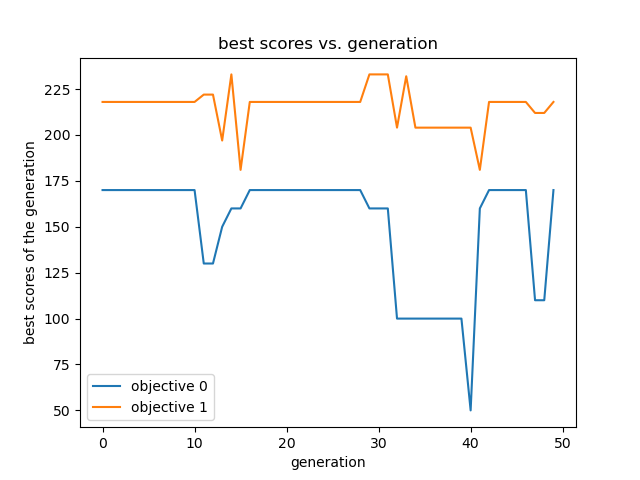 best scores vs. generation
best scores of the generation
225
200
175
150
125
100
75
50
objective 0
objective 1
0 10 20 30 40 50
generation